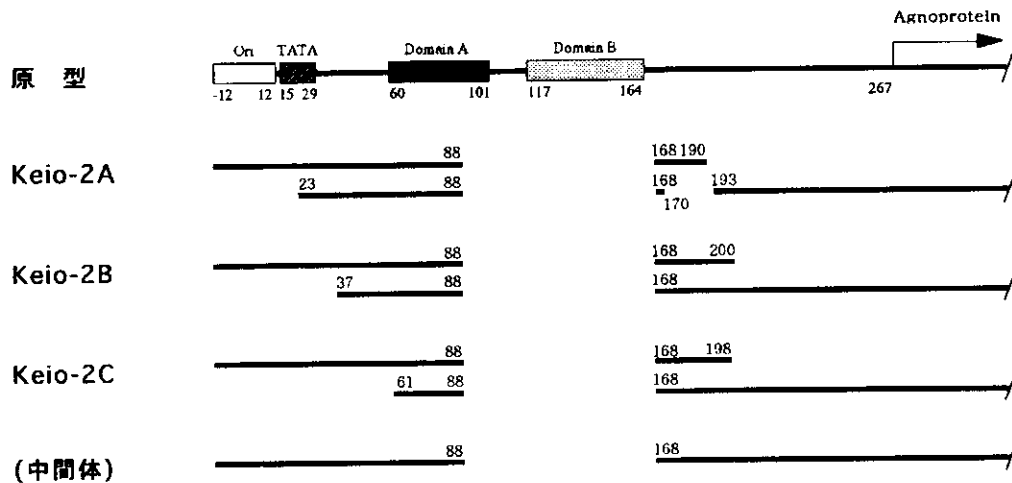 Agnoprotein
Ori TATA Domain A Domain B
原 型
-12 12 15 29 60 101 117 164 267
88 168 190
Keio-2A
23 88 168 193
170
88 168 200
Keio-2B
37 88 168
88 168 198
Keio-2C
61 88 168
88 168
(中間体)